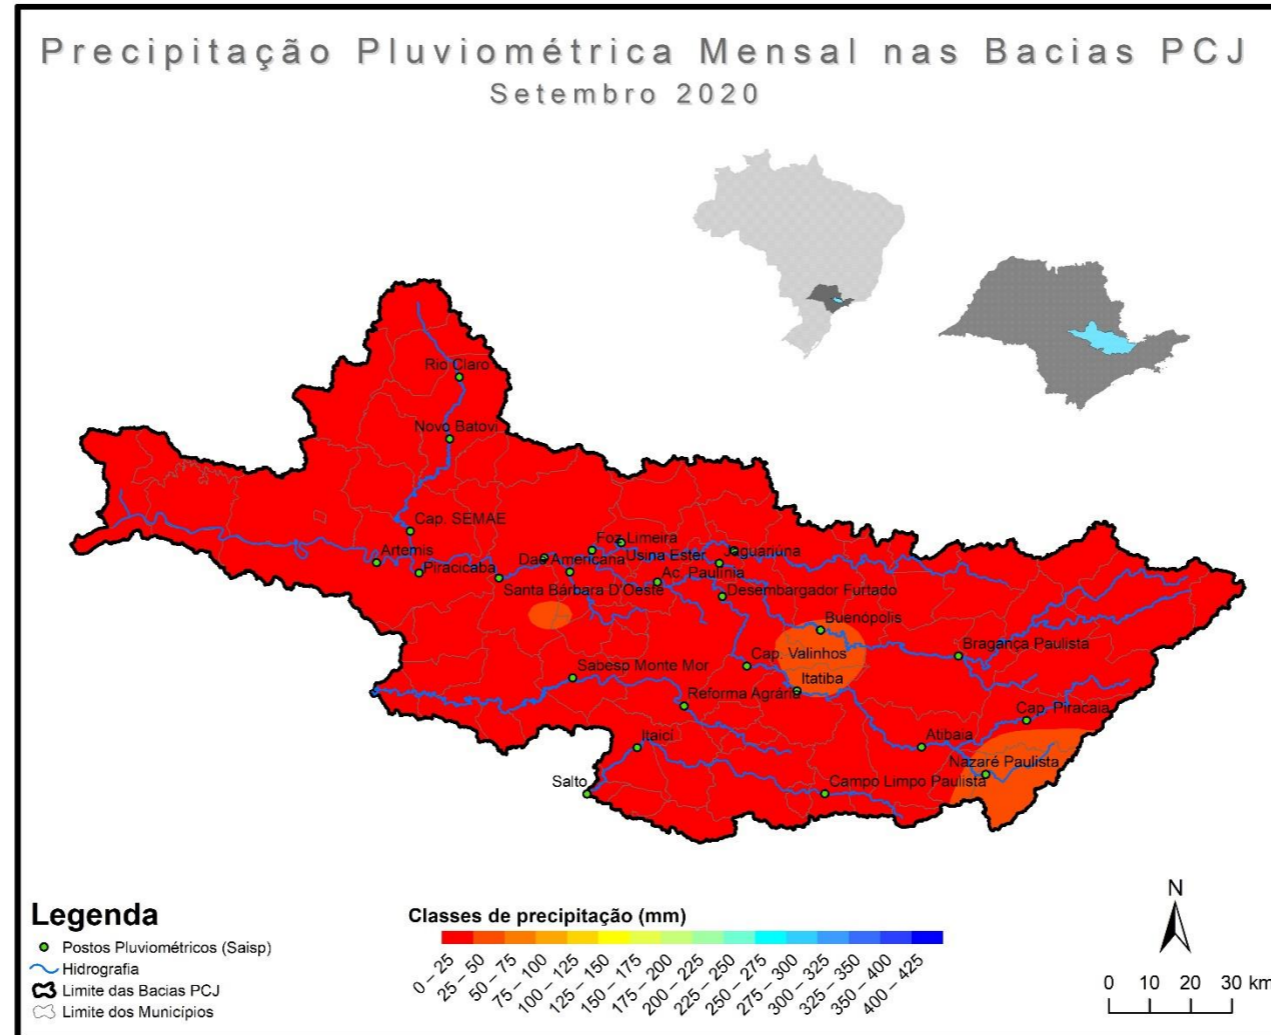 Precipitação Pluviométrica Mensal nas Bacias PCJ
Setembro 2020
Rio Claro
Novo Batovi
Cap. SEMAE
Foz Limeira
Artemis
Dae Americana
Usina Ester
Jaguariúna
Piracicaba
Ac. Paulínia
Santa Bárbara D'Oeste
Desembargador Furtado
Buenópolis
Bragança Paulista
Cap. Valinhos
Sabesp Monte Mor
Itatiba
Reforma Agrária
Cap. Piracaia
Itaici
Atibaia
Nazaré Paulista
Salto
Campo Limpo Paulista
N
Legenda
Postos Pluviométricos (Saisp)
Hidrografia
Limite das Bacias PCJ
Limite dos Municípios
Classes de precipitação (mm)
0 – 25
25 – 50
50 – 75
75 – 100
100 – 125
125 – 150
150 – 175
175 – 200
200 – 225
225 – 250
250 – 275
275 – 300
300 – 325
325 – 350
350 – 400
400 – 425
0 10 20 30 km